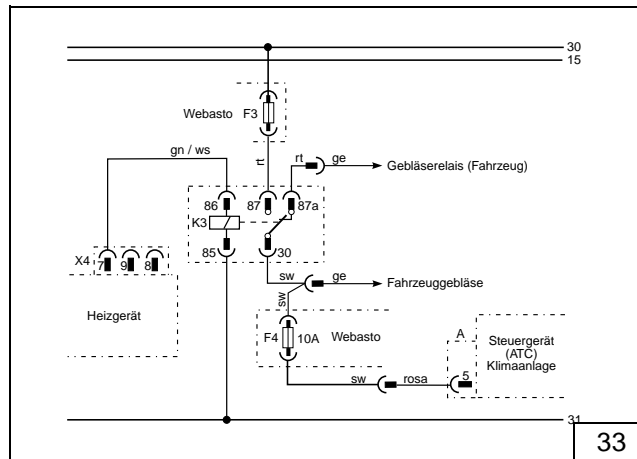 30
15
Webasto F3
gn / ws
rt
rt ge Gebläserelais (Fahrzeug)
86 87 87a
K3
85 30
X4 7 9 8
sw ge Fahrzeuggebläse
sw
Heizgerät
F4 10A Webasto
A Steuergerät
(ATC)
Klimaanlage
5
sw rosa
31
33